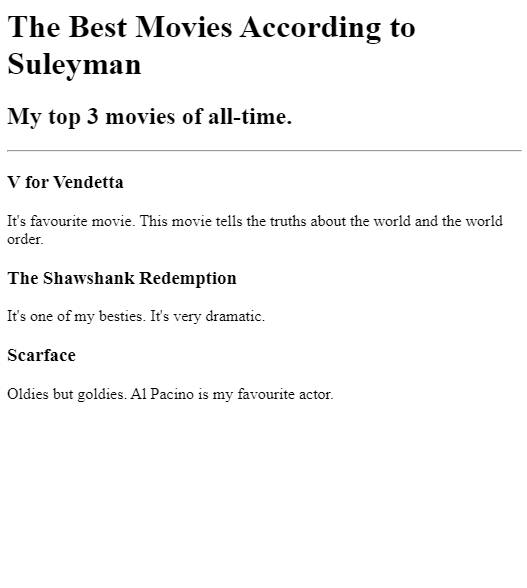 The Best Movies According to
Suleyman
My top 3 movies of all-time.
V for Vendetta
It's favourite movie. This movie tells the truths about the world and the world
order.
The Shawshank Redemption
It's one of my besties. It's very dramatic.
Scarface
Oldies but goldies. Al Pacino is my favourite actor.